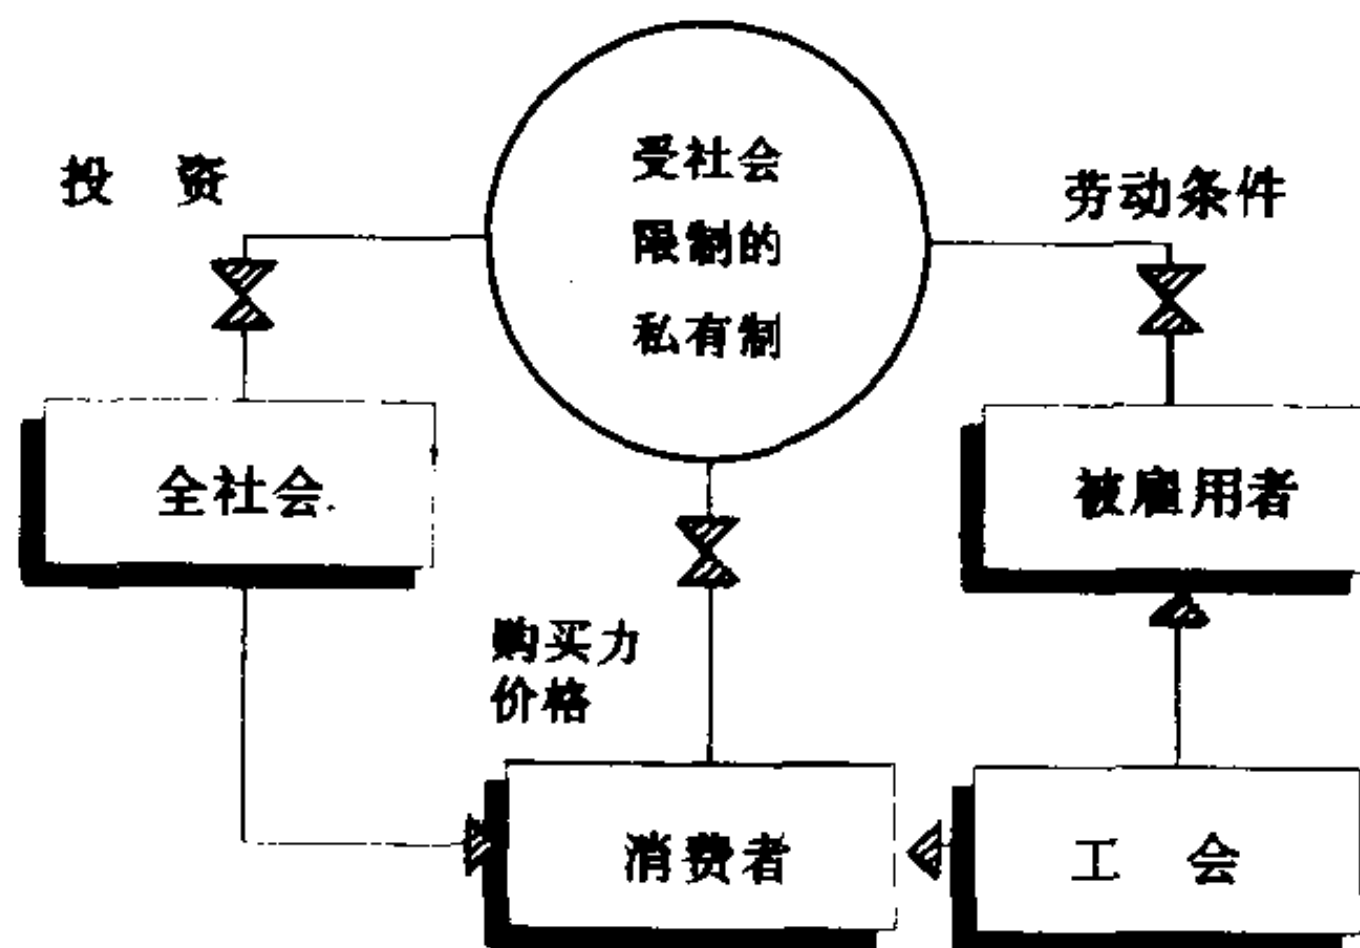 受社会
限制的
私有制
投 资
劳动条件
全社会
被雇用者
购买力
价格
消费者
工 会